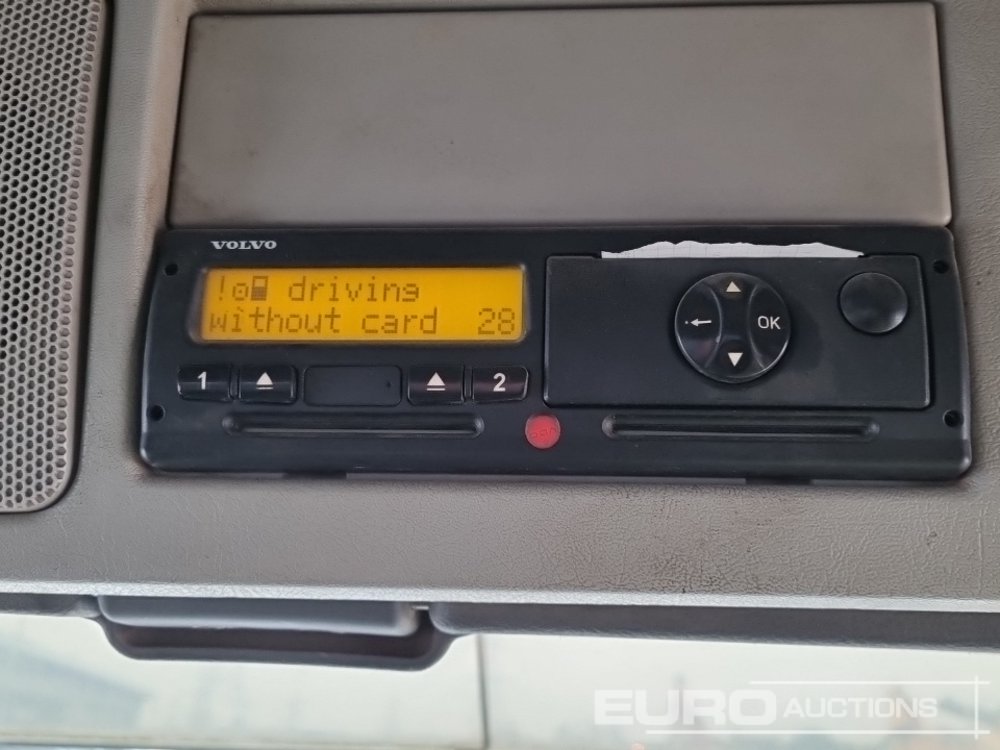 VOLVO
! driving
without card 28
1
2
OK
EURO AUCTIONS